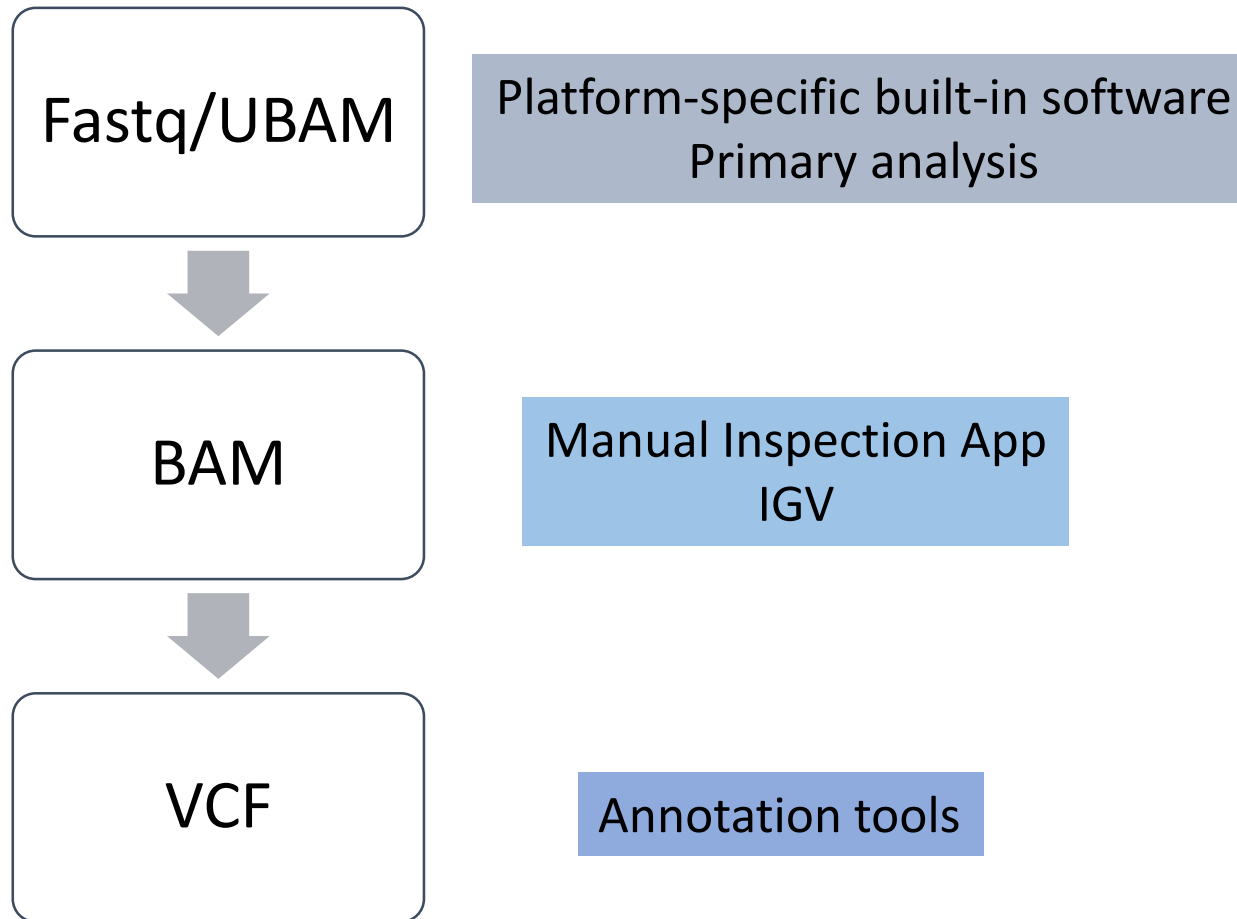 Fastq/UBAM
Platform-specific built-in software
Primary analysis
BAM
Manual Inspection App
IGV
VCF
Annotation tools